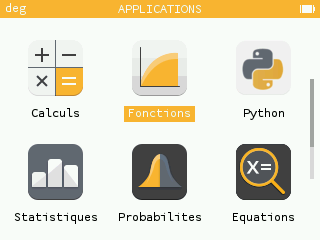 deg
APPLICATIONS
Calculs
Fonctions
Python
X=
Statistiques
Probabilites
Equations